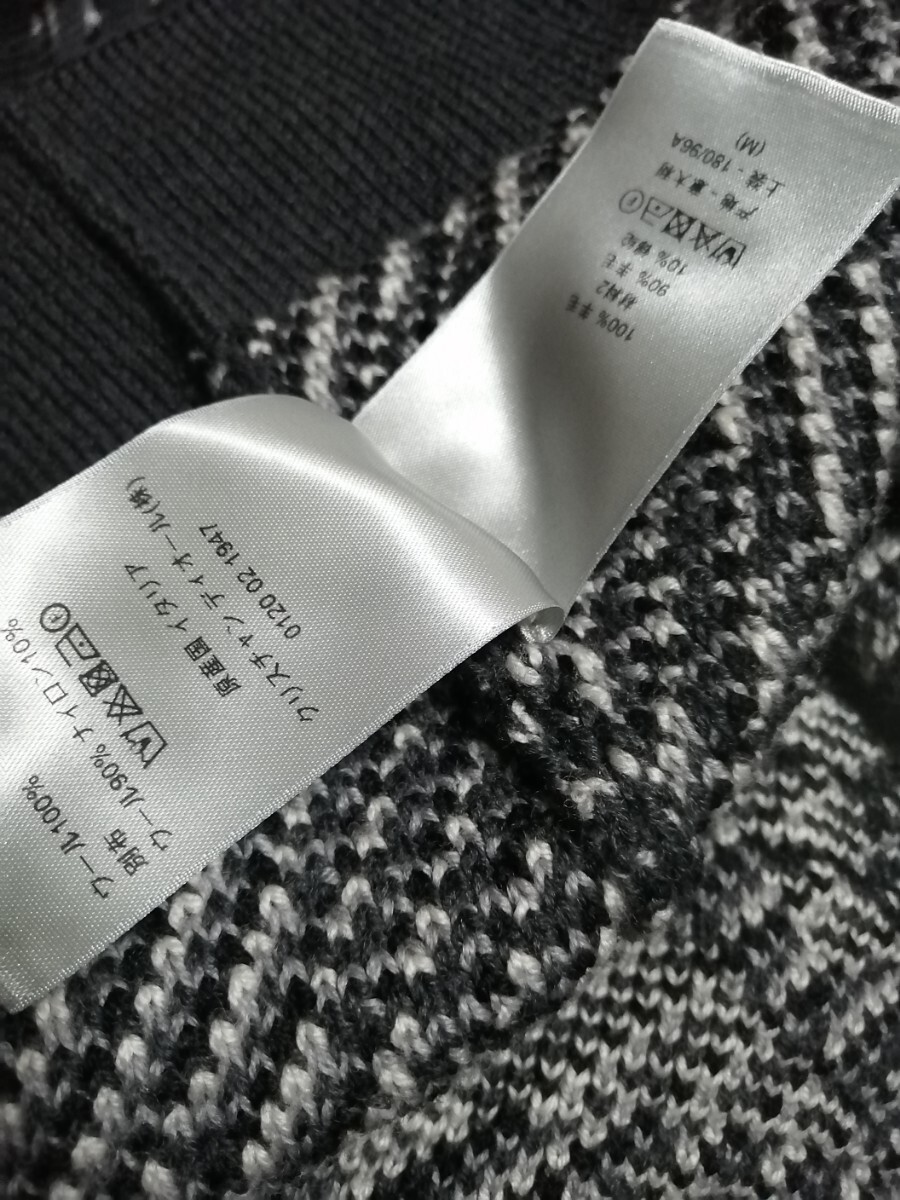 ウール100%
別布
ウール90% ナイロン10%
原産国 イタリア
クリスチャン ディオール(株)
0120 02 1947
100% 羊毛
材料2
90% 羊毛
10% 锦纶
产地 - 意大利
上装 - 180/96A
(M)